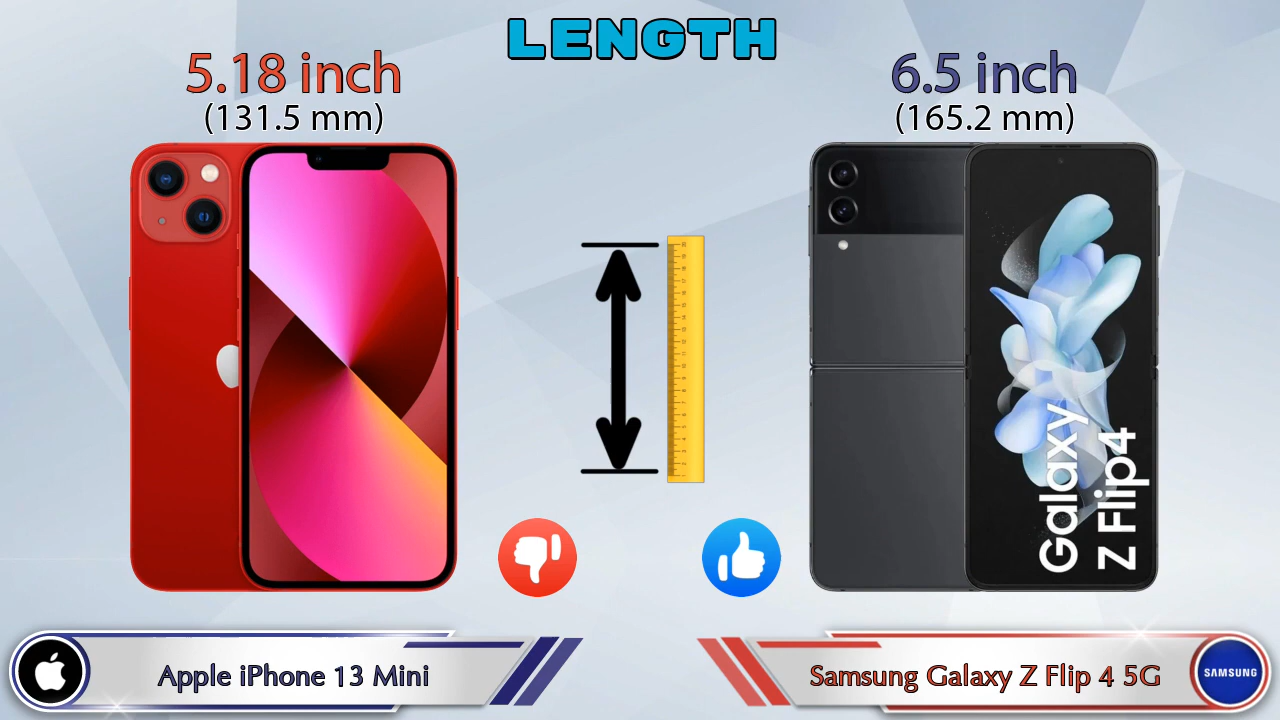 LENGTH
5.18 inch
(131.5 mm)
6.5 inch
(165.2 mm)
Galaxy
Z Flip4
Apple iPhone 13 Mini
Samsung Galaxy Z Flip 4 5G
SAMSUNG